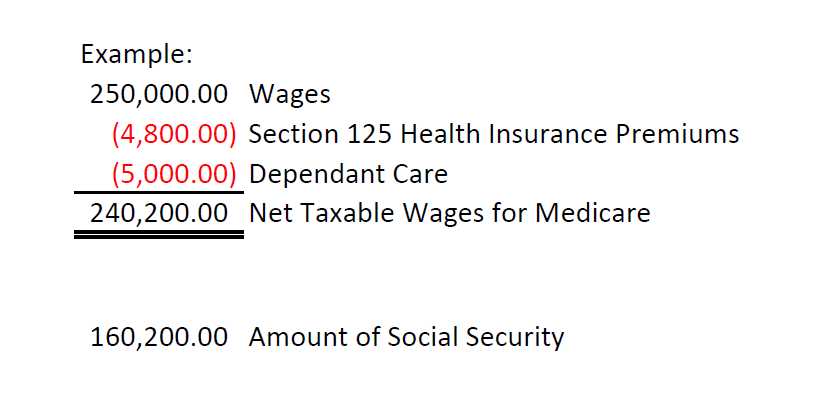 Example:
250,000.00 Wages
(4,800.00) Section 125 Health Insurance Premiums
(5,000.00) Dependant Care
240,200.00 Net Taxable Wages for Medicare
160,200.00 Amount of Social Security